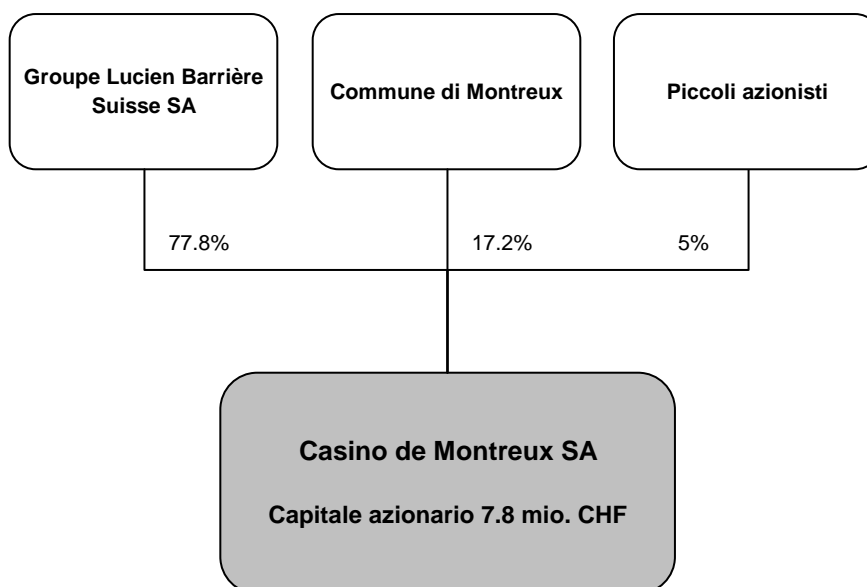 Groupe Lucien Barrière
Suisse SA
Commune di Montreux
Piccoli azionisti
77.8%
17.2%
5%
Casino de Montreux SA
Capitale azionario 7.8 mio. CHF